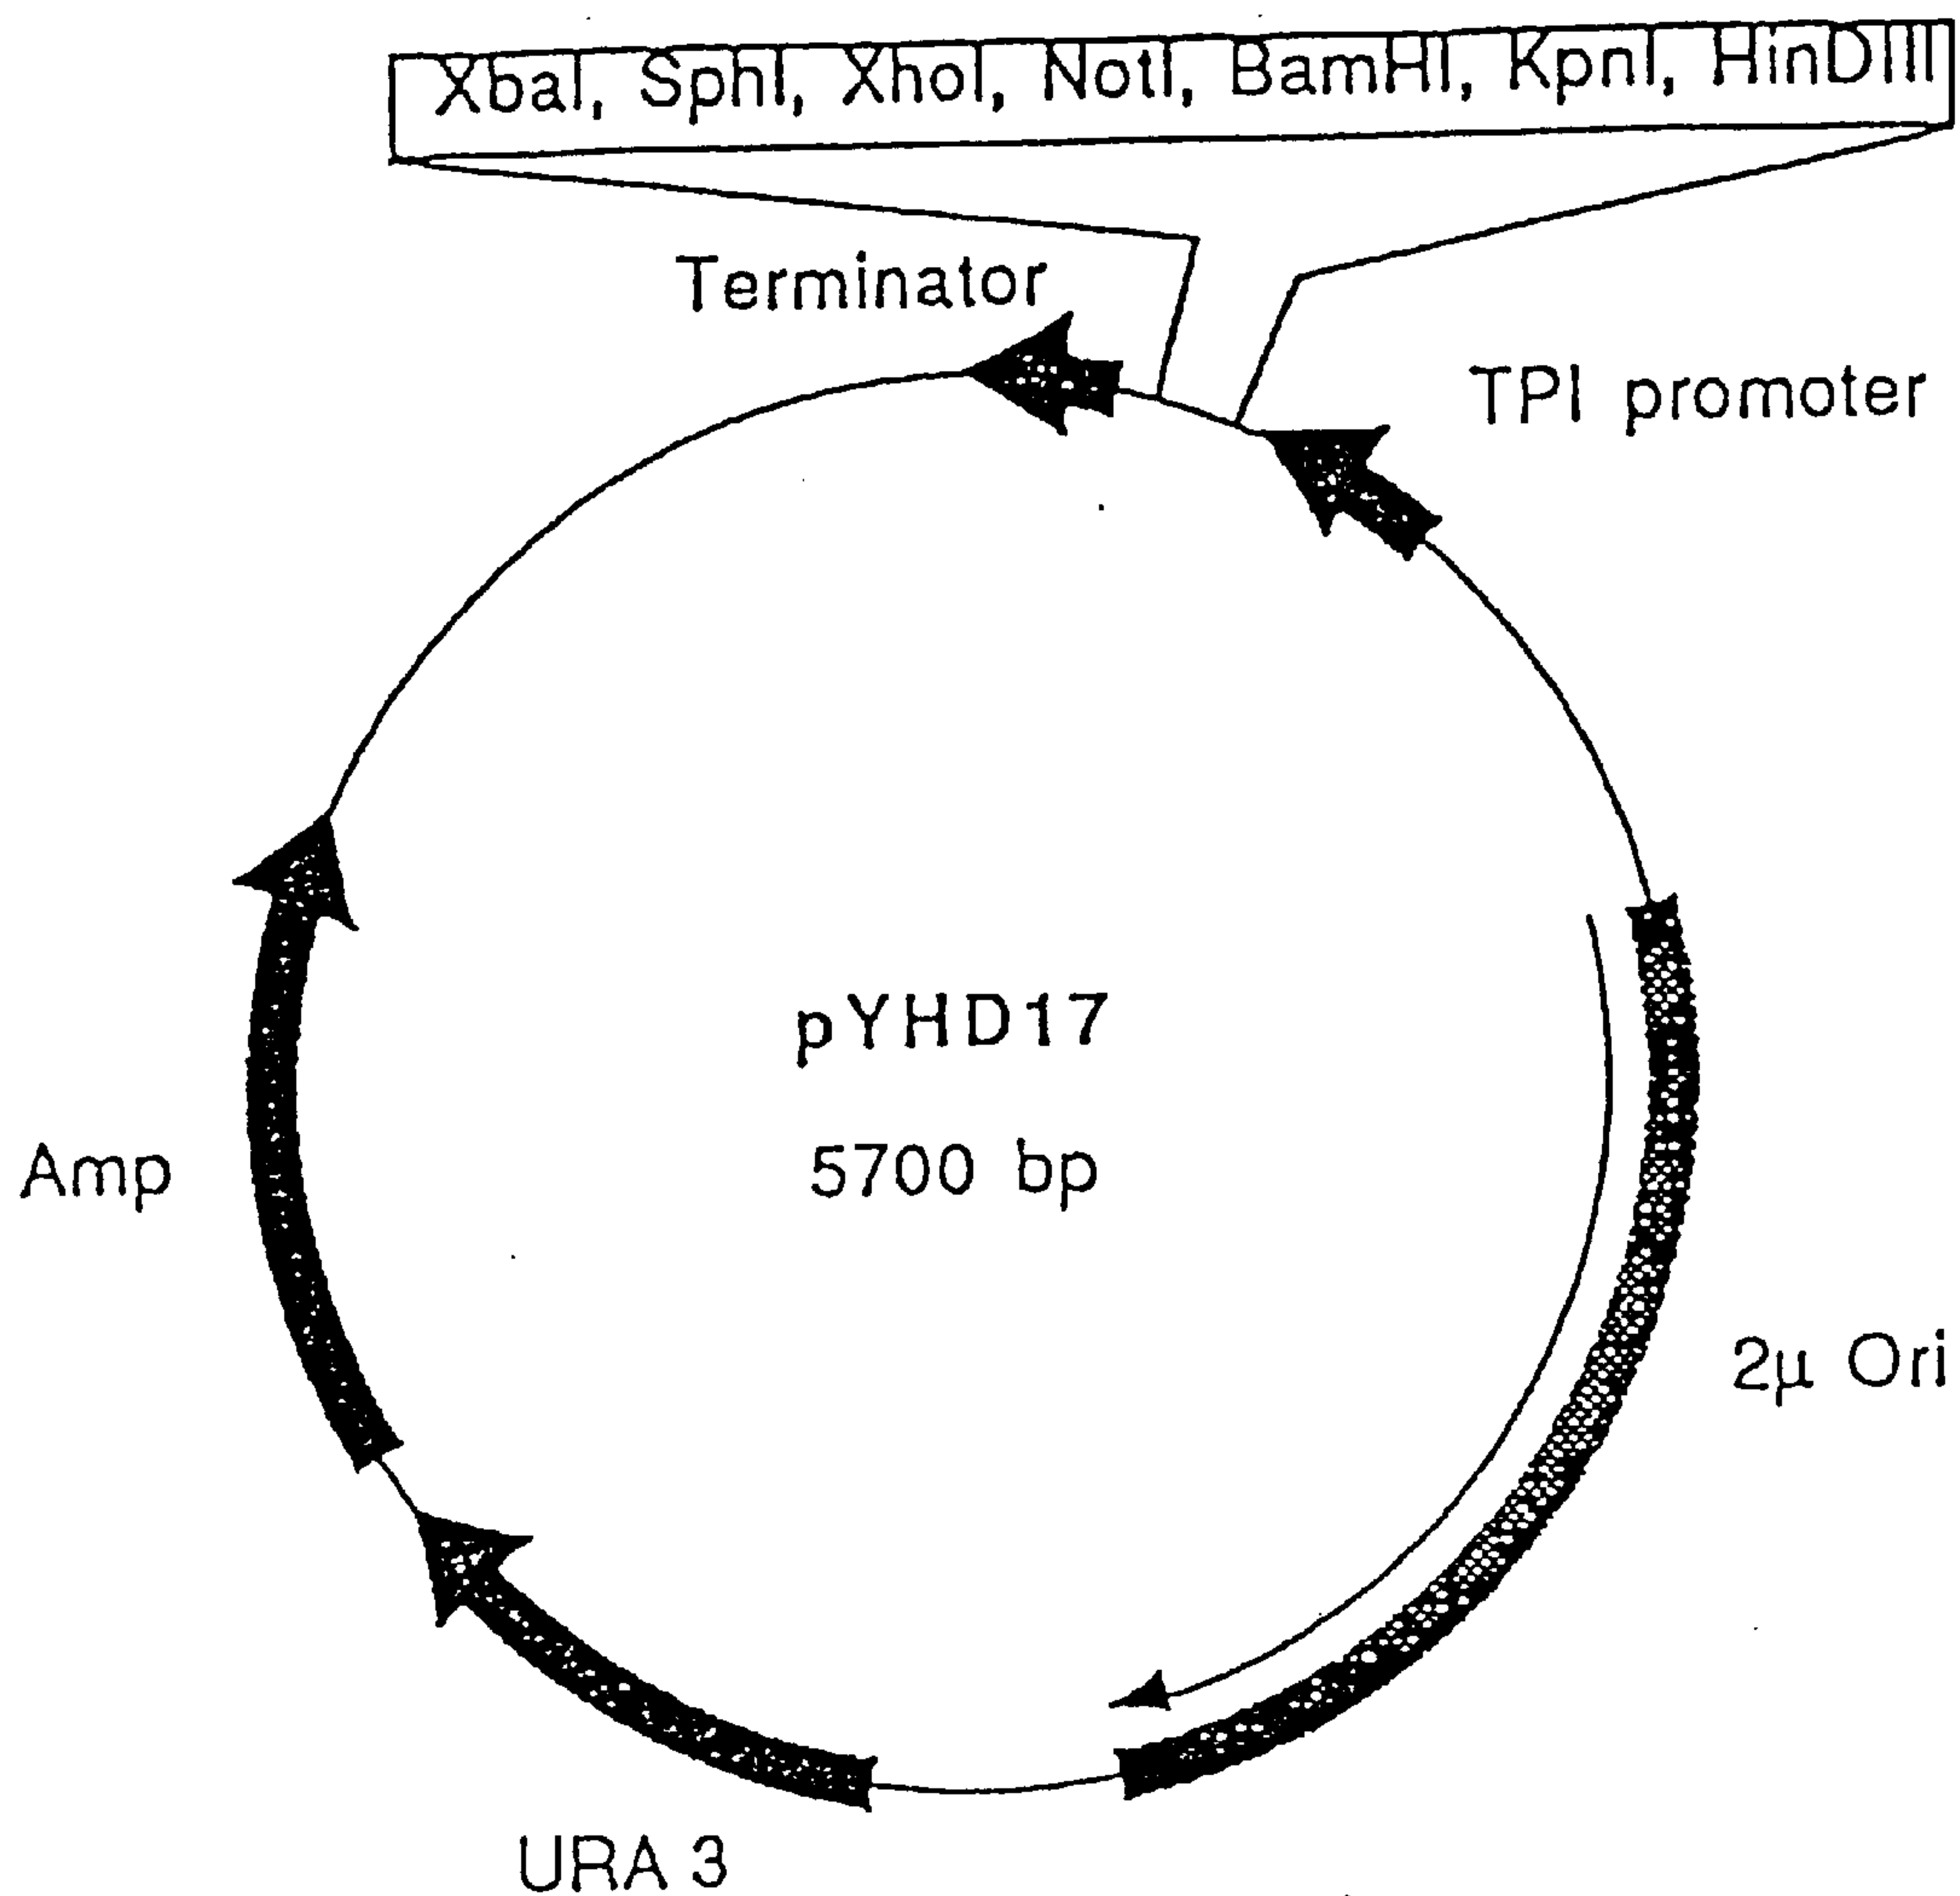 XbaI, SphI, XhoI, NotI, BamHI, KpnI, HinDIII
Terminator
TPI promoter
pYHD17
5700 bp
Amp
2µ Ori
URA 3